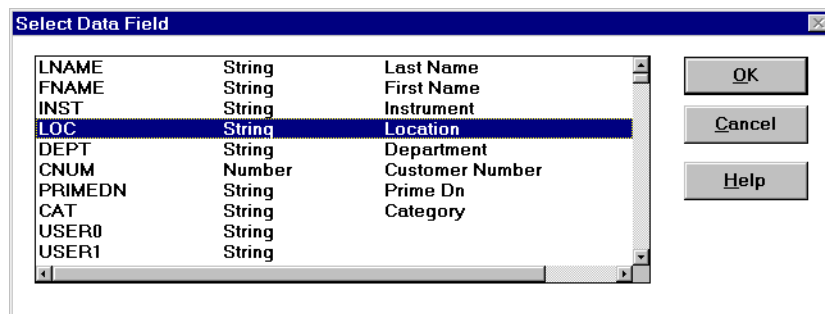 Select Data Field
LNAME String Last Name
FNAME String First Name
INST String Instrument
LOC String Location
DEPT String Department
CNUM Number Customer Number
PRIMEDN String Prime Dn
CAT String Category
USER0 String
USER1 String
OK
Cancel
Help